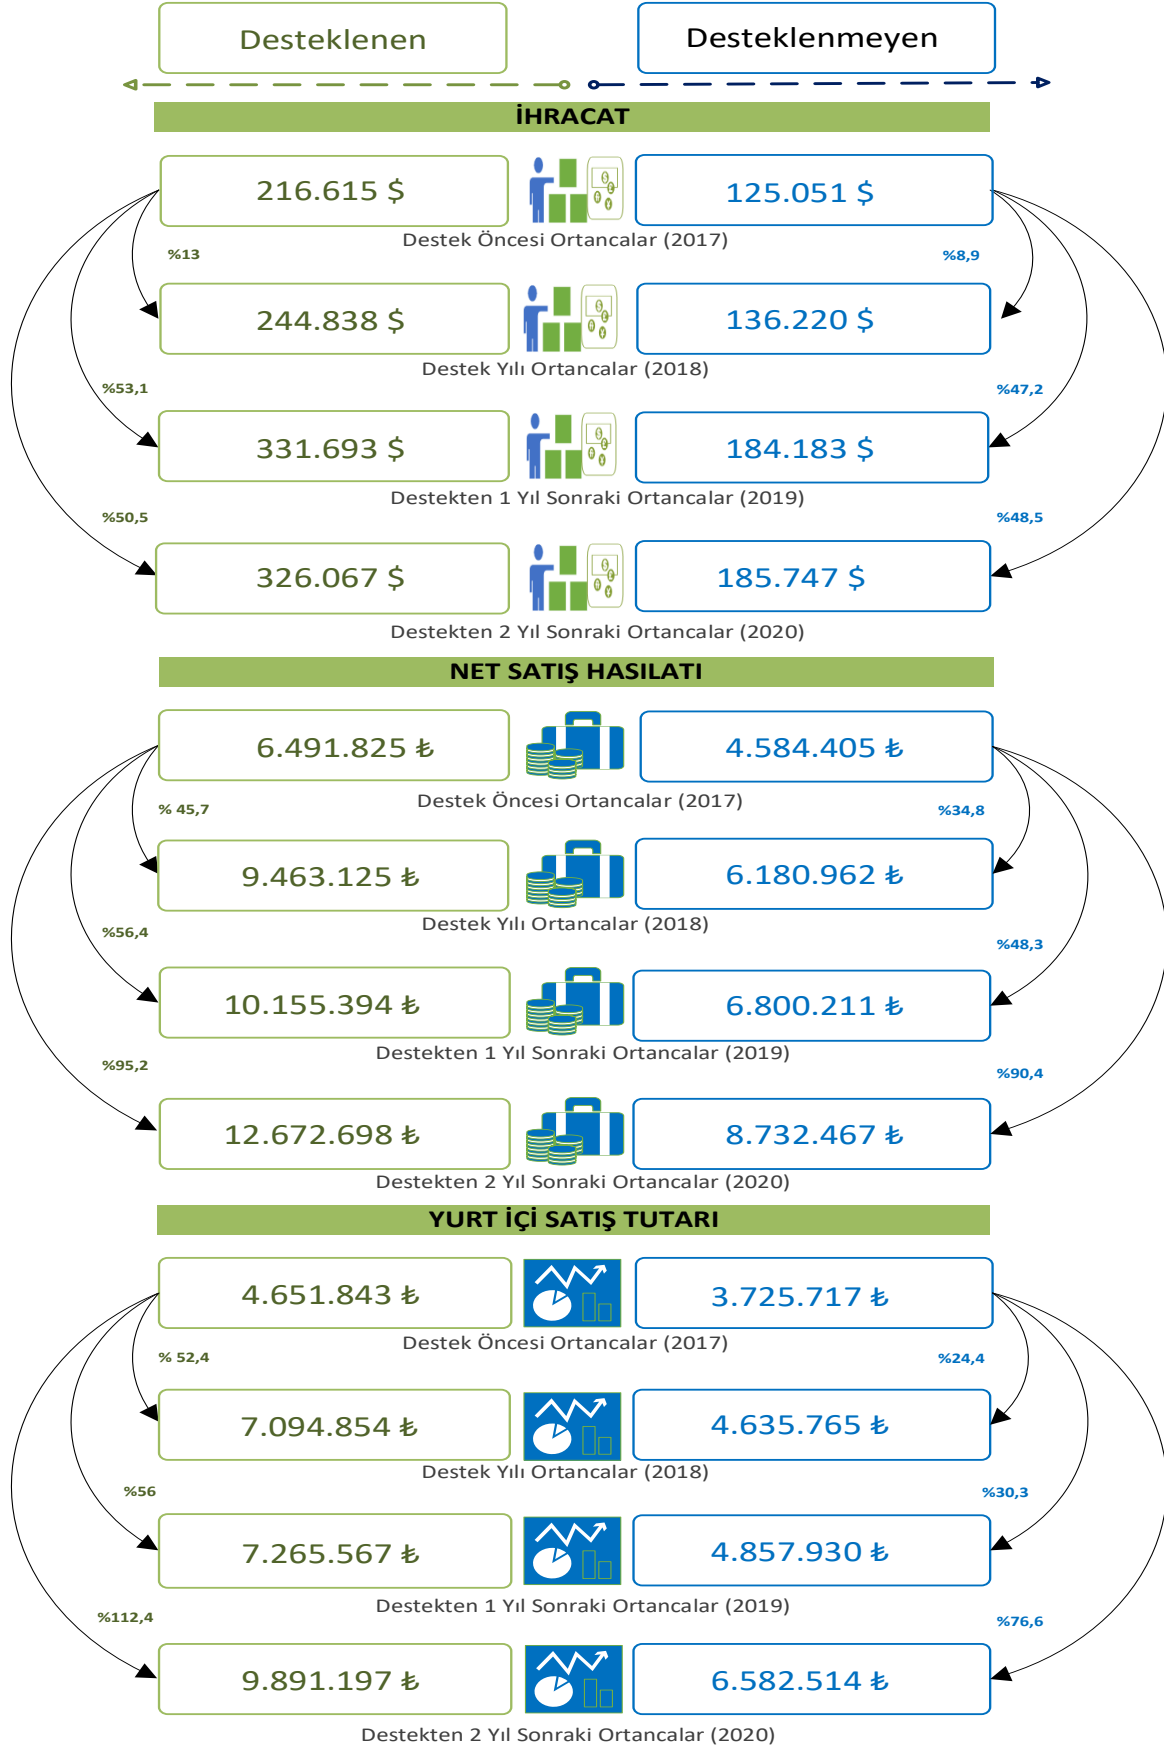 Desteklenen
Desteklenmeyen
İHRACAT
216.615 $
125.051 $
Destek Öncesi Ortancalar (2017)
%13
%8,9
244.838 $
136.220 $
Destek Yılı Ortancalar (2018)
%53,1
%47,2
331.693 $
184.183 $
Destekten 1 Yıl Sonraki Ortancalar (2019)
%50,5
%48,5
326.067 $
185.747 $
Destekten 2 Yıl Sonraki Ortancalar (2020)
NET SATIŞ HASILATI
6.491.825 ₺
4.584.405 ₺
Destek Öncesi Ortancalar (2017)
% 45,7
%34,8
9.463.125 ₺
6.180.962 ₺
Destek Yılı Ortancalar (2018)
%56,4
%48,3
10.155.394 ₺
6.800.211 ₺
Destekten 1 Yıl Sonraki Ortancalar (2019)
%95,2
%90,4
12.672.698 ₺
8.732.467 ₺
Destekten 2 Yıl Sonraki Ortancalar (2020)
YURT İÇİ SATIŞ TUTARI
4.651.843 ₺
3.725.717 ₺
Destek Öncesi Ortancalar (2017)
% 52,4
%24,4
7.094.854 ₺
4.635.765 ₺
Destek Yılı Ortancalar (2018)
%56
%30,3
7.265.567 ₺
4.857.930 ₺
Destekten 1 Yıl Sonraki Ortancalar (2019)
%112,4
%76,6
9.891.197 ₺
6.582.514 ₺
Destekten 2 Yıl Sonraki Ortancalar (2020)